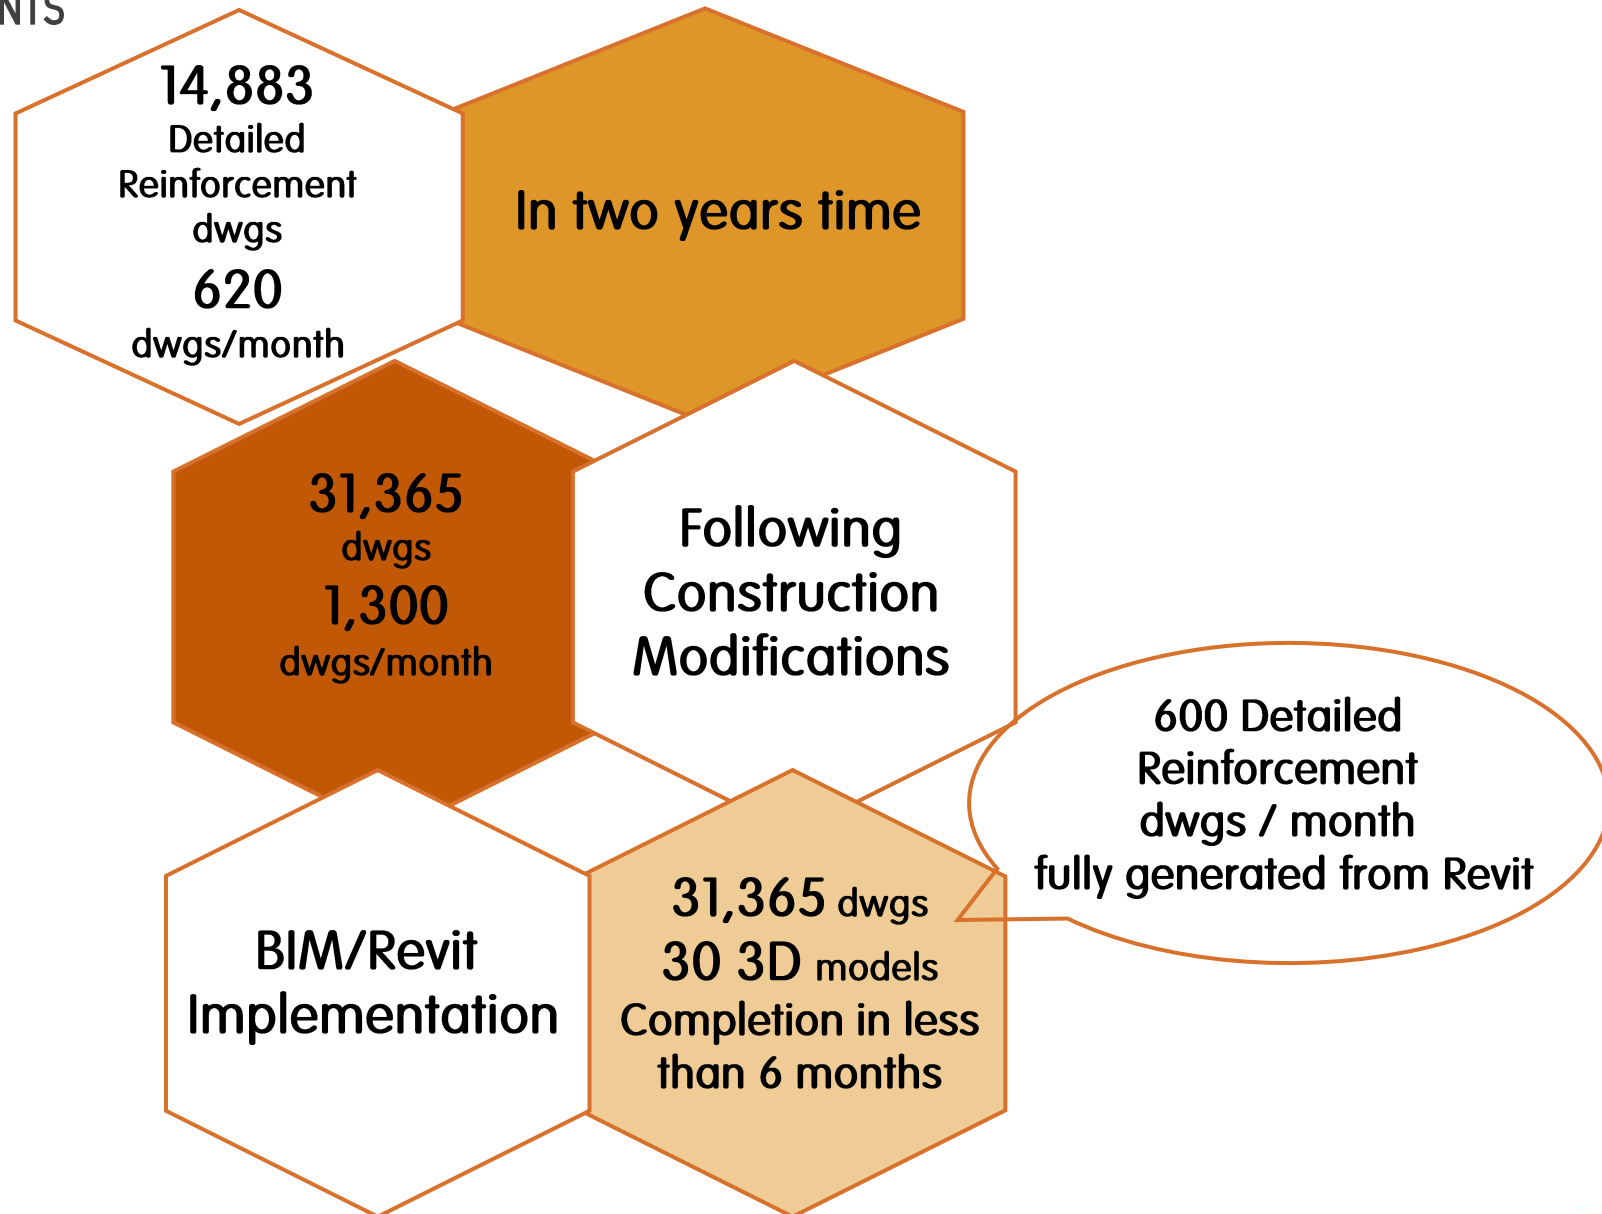 NTS
14,883
Detailed
Reinforcement
dwgs
620
dwgs/month
In two years time
31,365
dwgs
1,300
dwgs/month
Following
Construction
Modifications
600 Detailed
Reinforcement
dwgs / month
fully generated from Revit
BIM/Revit
Implementation
31,365 dwgs
30 3D models
Completion in less
than 6 months